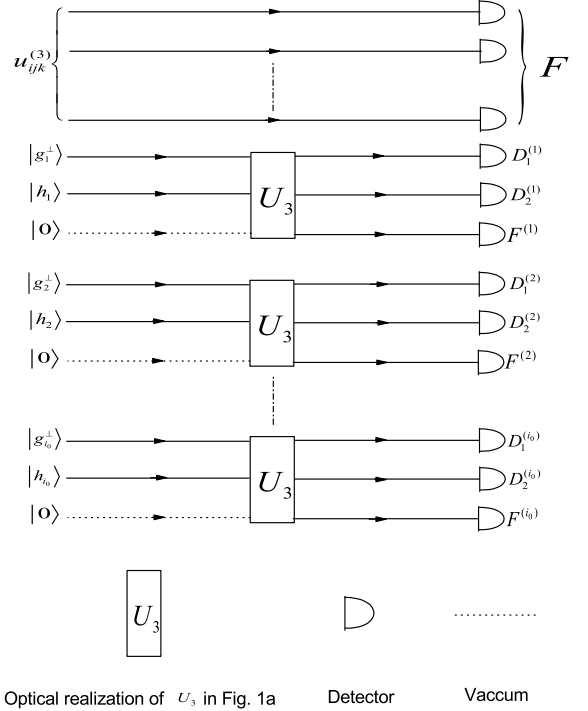 u_{ijk}^{(3)}
F
|g_1^⊥⟩ D_1^{(1)}
|h_1⟩ U_3 D_2^{(1)}
|0⟩ F^{(1)}
|g_2^⊥⟩ D_1^{(2)}
|h_2⟩ U_3 D_2^{(2)}
|0⟩ F^{(2)}
|g_{i_0}^⊥⟩ D_1^{(i_0)}
|h_{i_0}⟩ U_3 D_2^{(i_0)}
|0⟩ F^{(i_0)}
U_3
Optical realization of U_3 in Fig. 1a Detector Vaccum